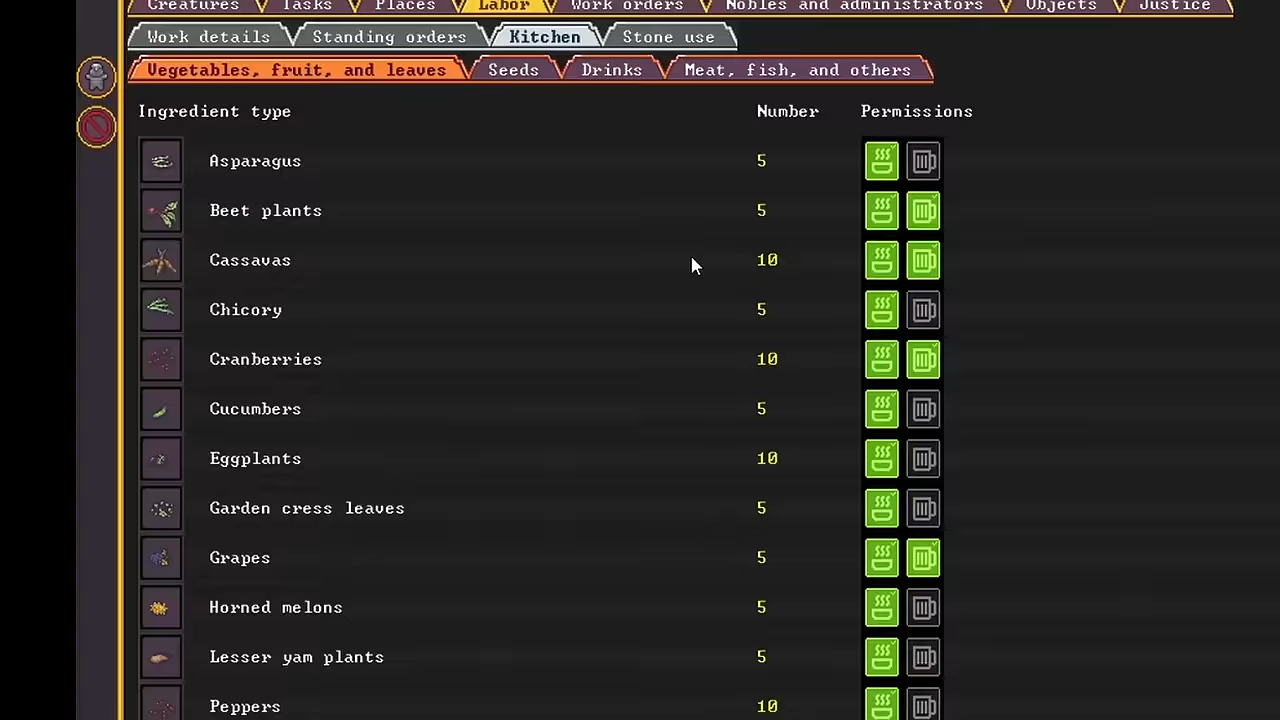 Creatures Tasks Places Labor Work orders Nobles and administrators Objects Justice
Work details Standing orders Kitchen Stone use
Vegetables, fruit, and leaves Seeds Drinks Meat, fish, and others
Ingredient type Number Permissions
Asparagus 5
Beet plants 5
Cassavas 10
Chicory 5
Cranberries 10
Cucumbers 5
Eggplants 10
Garden cress leaves 5
Grapes 5
Horned melons 5
Lesser yam plants 5
Peppers 10